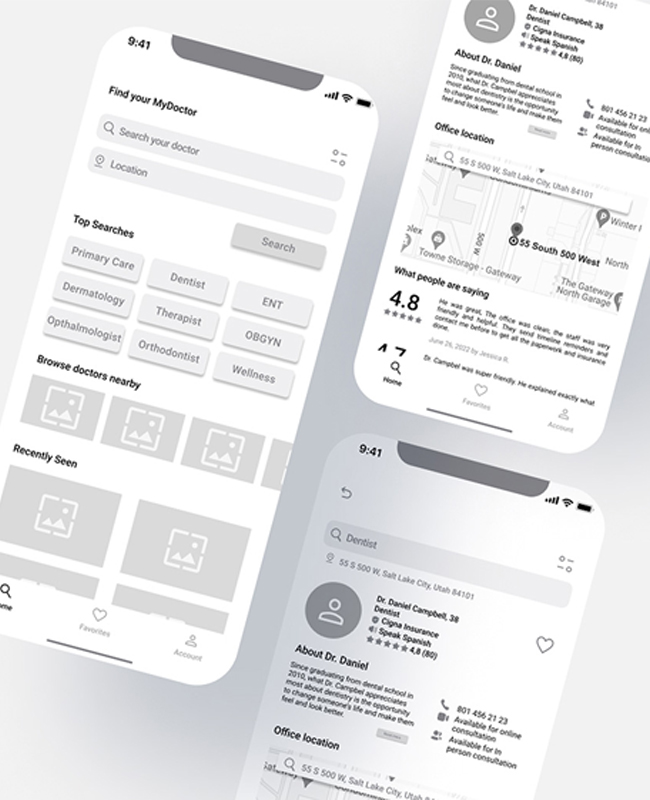 9:41
Find your MyDoctor
Search your doctor
Location
Search
Top Searches
Primary Care
Dentist
ENT
Dermatology
Therapist
OBGYN
Opthalmologist
Orthodontist
Wellness
Browse doctors nearby
Recently Seen
ome
Favorites
Account
55 S 500 W, Salt Lake City, Utah 84101
Dr. Daniel Campbell, 38
Dentist
Cigna Insurance
Speak Spanish
4,8 (80)
About Dr. Daniel
Since graduating from dental school in
2010, what Dr. Campbel appreciates
most about dentistry is the opportunity
to change someone's life and make them
feel and look better.
801 456 21 23
Available for online
consultation
Available for In
person consultatio
Office location
55 S 500 W, Salt Lake City, Utah 84101
Winter
plex
500 W
55 South 500 West
North
Towne Storage - Gateway
The Gateway
North Garage
What people are saying
4.8
He was great, The office was clean, the staff was very
friendly and helpful. They send timeline reminders and
contact me before to get all the paperwork and insurance
done.
June 26, 2022 by Jessica R.
4.7
Dr. Campbel was super friendly. He explained exactly what
Home
Favorites
Account
9:41
Dentist
55 S 500 W, Salt Lake City, Utah 84101
Dr. Daniel Campbell, 38
Dentist
Cigna Insurance
Speak Spanish
4,8 (80)
About Dr. Daniel
Since graduating from dental school in
2010, what Dr. Campbel appreciates
most about dentistry is the opportunity
to change someone's life and make them
feel and look better.
801 456 21 23
Available for online
consultation
Available for In
person consultation
Office location
55 S 500 W, Salt Lake City, Utah 84101